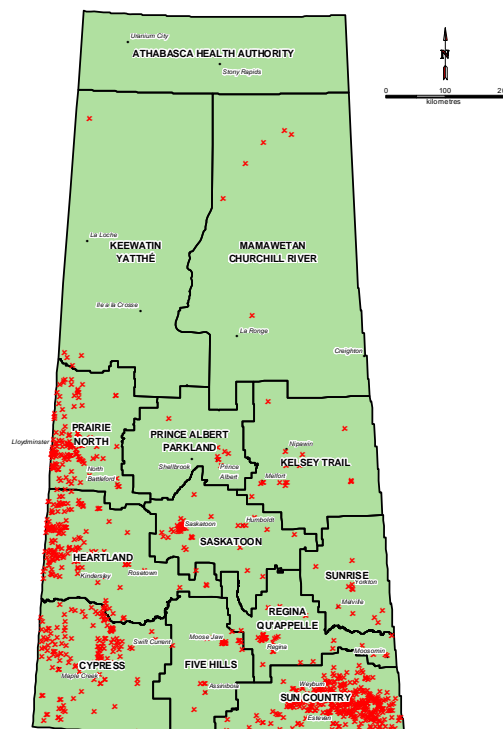 Uranium City
ATHABASCA HEALTH AUTHORITY
Stony Rapids
N
0 100 20
kilometres
La Loche
KEEWATIN
YATTHÉ
MAMAWETAN
CHURCHILL RIVER
Ile a la Crosse
La Ronge
Creighton
PRAIRIE
NORTH
Lloydminster
PRINCE ALBERT
PARKLAND
Nipawin
KELSEY TRAIL
Shellbrook
North
Battleford
Prince
Albert
Melfort
Saskatoon
Humboldt
SASKATOON
HEARTLAND
Kindersley
Rosetown
SUNRISE
Yorkton
Melville
REGINA
QU'APPELLE
Moose Jaw
Regina
Moosomin
Swift Current
CYPRESS
Maple Creek
FIVE HILLS
Assiniboia
Weyburn
SUN COUNTRY
Estevan